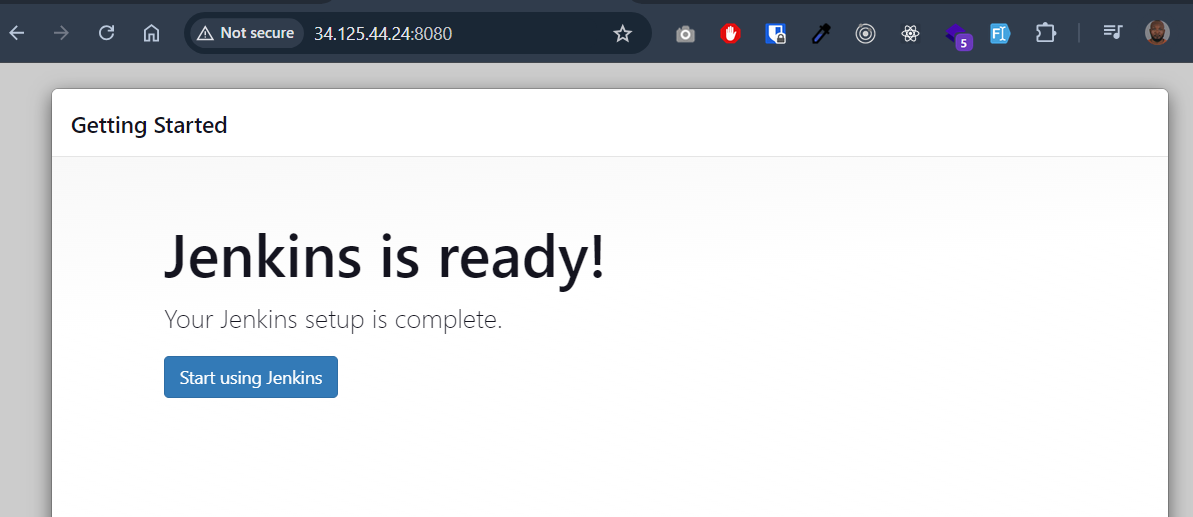 Not secure 34.125.44.24:8080
5
Getting Started
Jenkins is ready!
Your Jenkins setup is complete.
Start using Jenkins